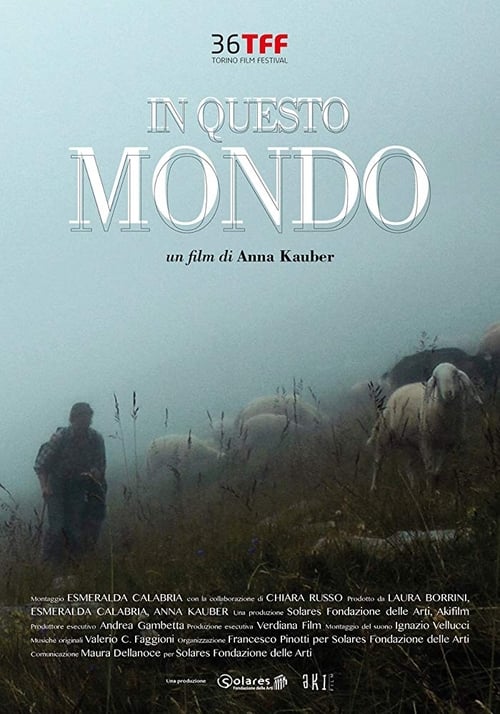 36TFF
TORINO FILM FESTIVAL
IN QUESTO
MONDO
un film di Anna Kauber
Montaggio ESMERALDA CALABRIA con la collaborazione di CHIARA RUSSO Prodotto da LAURA BORRINI,
ESMERALDA CALABRIA, ANNA KAUBER Una produzione Solares Fondazione delle Arti, Akifilm
Produttore esecutivo Andrea Gambetta Produzione esecutiva Verdiana Film Montaggio del suono Ignazio Vellucci
Musiche originali Valerio C. Faggioni Organizzazione Francesco Pinotti per Solares Fondazione delle Arti
Comunicazione Maura Dellanoce per Solares Fondazione delle Arti
Una produzione Solares Fondazione delle Arti AKI FILM